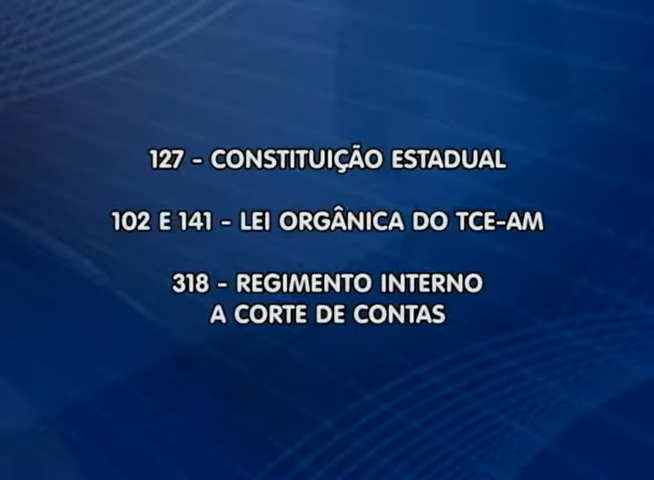 127 - CONSTITUIÇÃO ESTADUAL
102 E 141 - LEI ORGÂNICA DO TCE-AM
318 - REGIMENTO INTERNO
A CORTE DE CONTAS